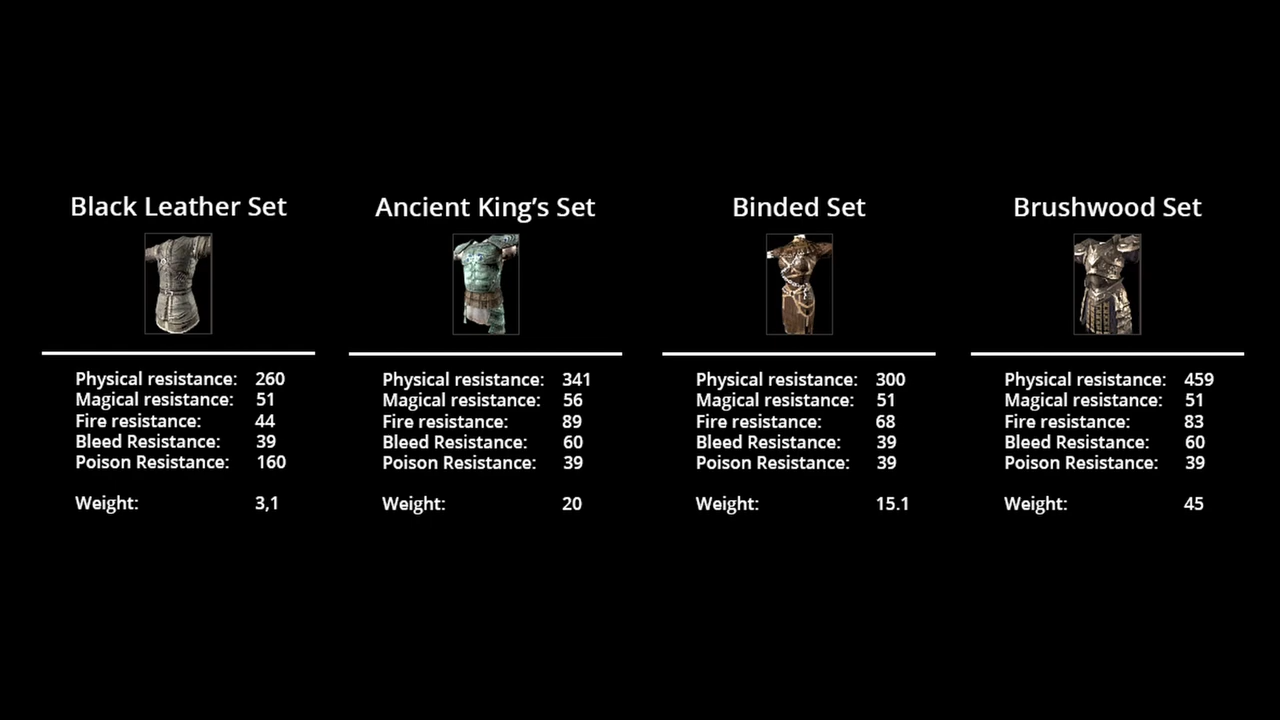 Black Leather Set
Physical resistance: 260
Magical resistance: 51
Fire resistance: 44
Bleed Resistance: 39
Poison Resistance: 160
Weight: 3,1
Ancient King’s Set
Physical resistance: 341
Magical resistance: 56
Fire resistance: 89
Bleed Resistance: 60
Poison Resistance: 39
Weight: 20
Binded Set
Physical resistance: 300
Magical resistance: 51
Fire resistance: 68
Bleed Resistance: 39
Poison Resistance: 39
Weight: 15.1
Brushwood Set
Physical resistance: 459
Magical resistance: 51
Fire resistance: 83
Bleed Resistance: 60
Poison Resistance: 39
Weight: 45